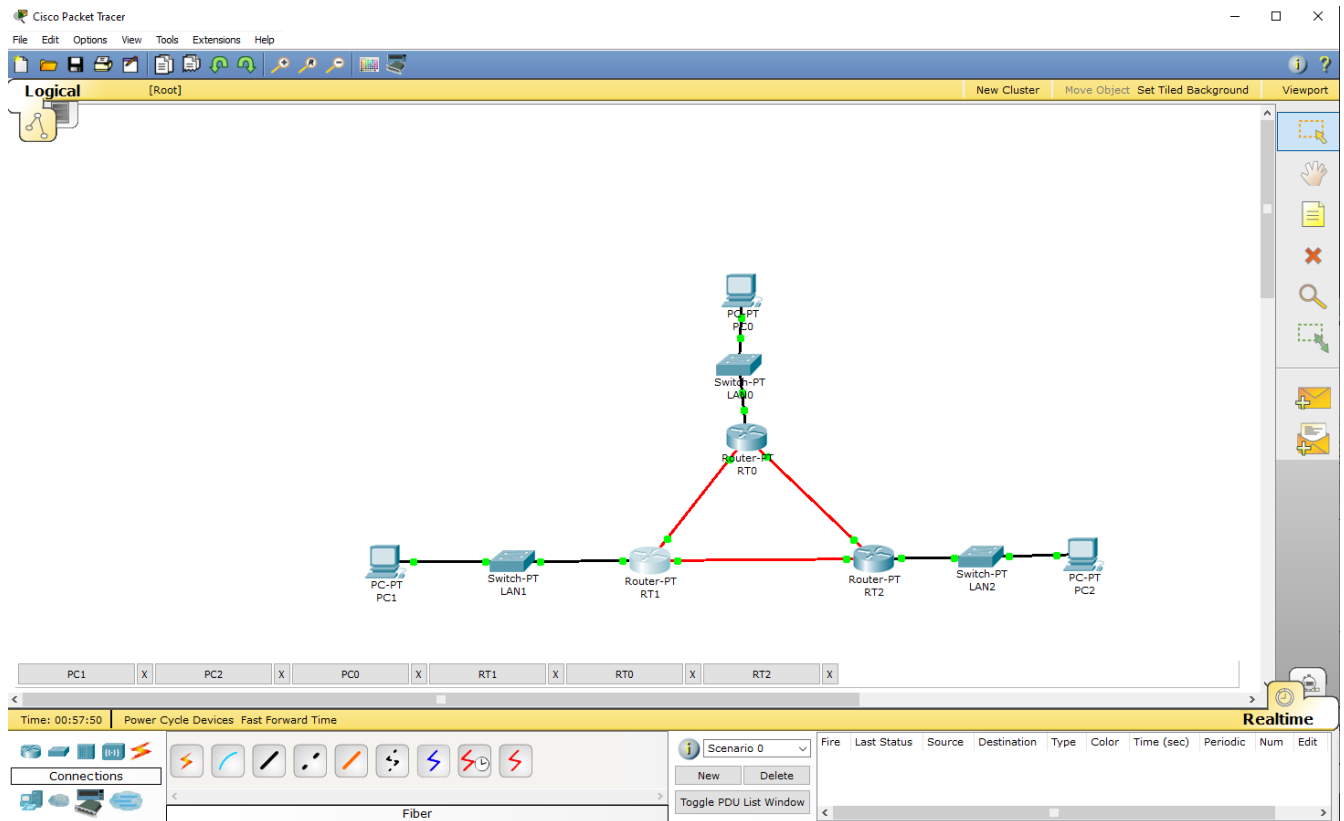 Cisco Packet Tracer
File Edit Options View Tools Extensions Help
Logical [Root] New Cluster Move Object Set Tiled Background Viewport
PC-PT
PC0
Switch-PT
LAN0
Router-PT
RT0
PC-PT
PC1
Switch-PT
LAN1
Router-PT
RT1
Router-PT
RT2
Switch-PT
LAN2
PC-PT
PC2
PC1 X PC2 X PC0 X RT1 X RT0 X RT2 X
Time: 00:57:50 Power Cycle Devices Fast Forward Time Realtime
Connections
Fiber
Scenario 0
New Delete
Toggle PDU List Window
Fire Last Status Source Destination Type Color Time (sec) Periodic Num Edit